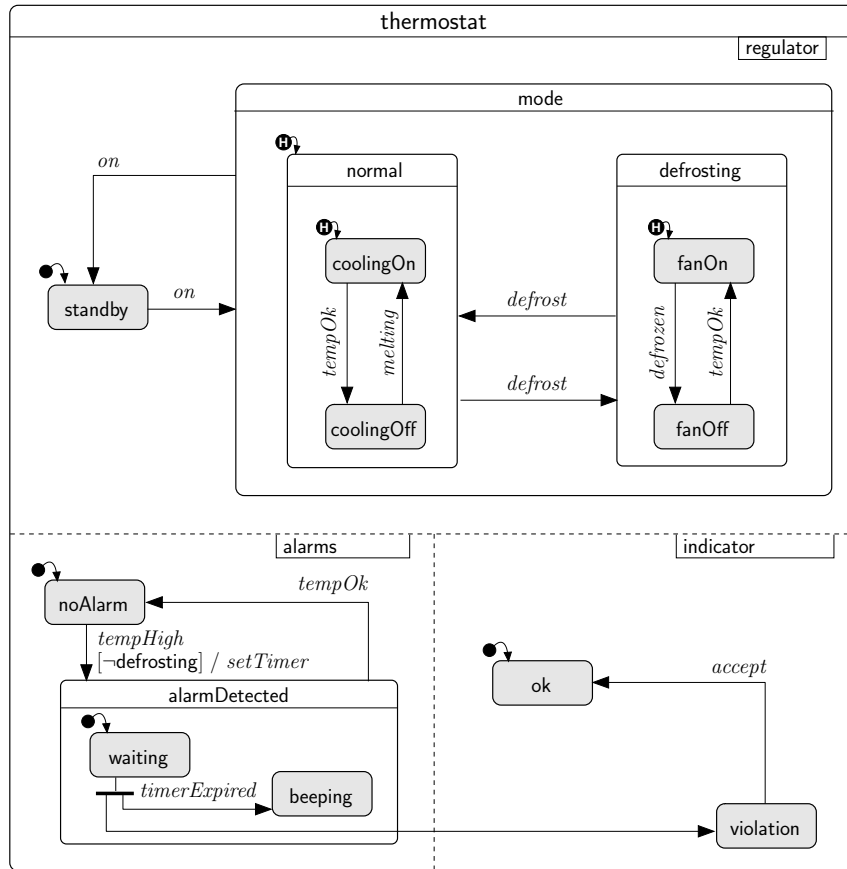 thermostat
regulator
mode
H
on
normal
defrosting
H
H
coolingOn
fanOn
standby
on
defrost
tempOk
melting
defrozen
tempOk
defrost
coolingOff
fanOff
alarms
indicator
tempOk
noAlarm
tempHigh
[¬defrosting] / setTimer
accept
ok
alarmDetected
waiting
timerExpired
beeping
violation